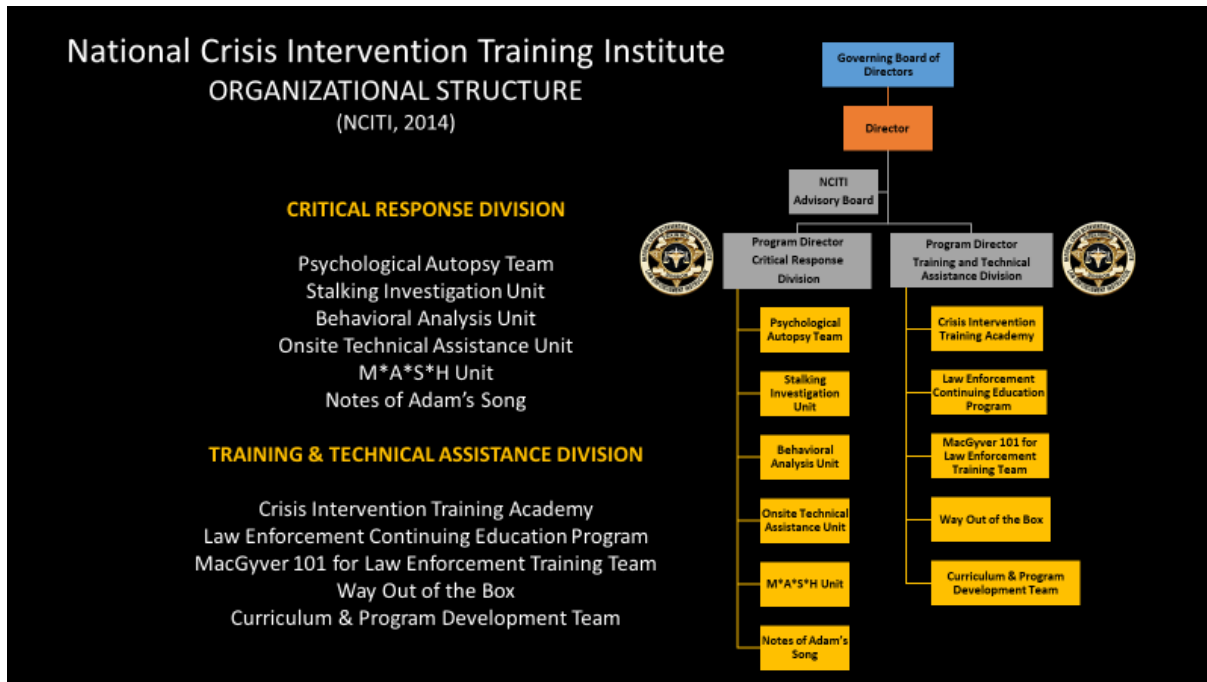 National Crisis Intervention Training Institute
ORGANIZATIONAL STRUCTURE
(NCITI, 2014)
CRITICAL RESPONSE DIVISION
Psychological Autopsy Team
Stalking Investigation Unit
Behavioral Analysis Unit
Onsite Technical Assistance Unit
M*A*S*H Unit
Notes of Adam's Song
TRAINING & TECHNICAL ASSISTANCE DIVISION
Crisis Intervention Training Academy
Law Enforcement Continuing Education Program
MacGyver 101 for Law Enforcement Training Team
Way Out of the Box
Curriculum & Program Development Team
Governing Board of
Directors
Director
NCITI
Advisory Board
Program Director
Critical Response
Division
Program Director
Training and Technical
Assistance Division
Psychological
Autopsy Team
Stalking
Investigation
Unit
Behavioral
Analysis Unit
Onsite Technical
Assistance Unit
M*A*S*H Unit
Notes of Adam's
Song
Crisis Intervention
Training Academy
Law Enforcement
Continuing Education
Program
MacGyver 101 for
Law Enforcement
Training Team
Way Out of the Box
Curriculum & Program
Development Team